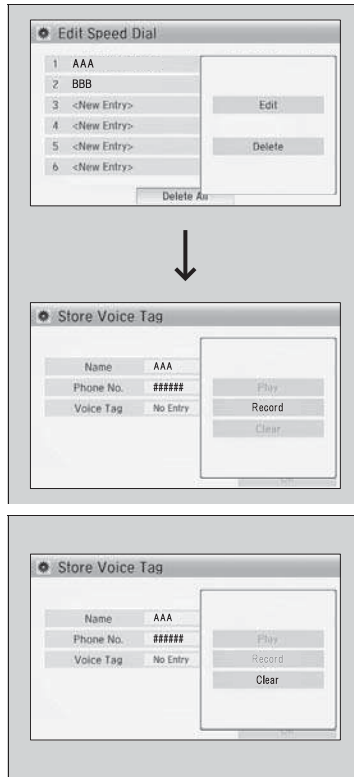 Edit Speed Dial
1 AAA
2 BBB
3 <New Entry>
4 <New Entry>
5 <New Entry>
6 <New Entry>
Edit
Delete
Delete All
Store Voice Tag
Name AAA
Phone No. ######
Voice Tag No Entry
Play
Record
Clear
Store Voice Tag
Name AAA
Phone No. ######
Voice Tag No Entry
Play
Record
Clear